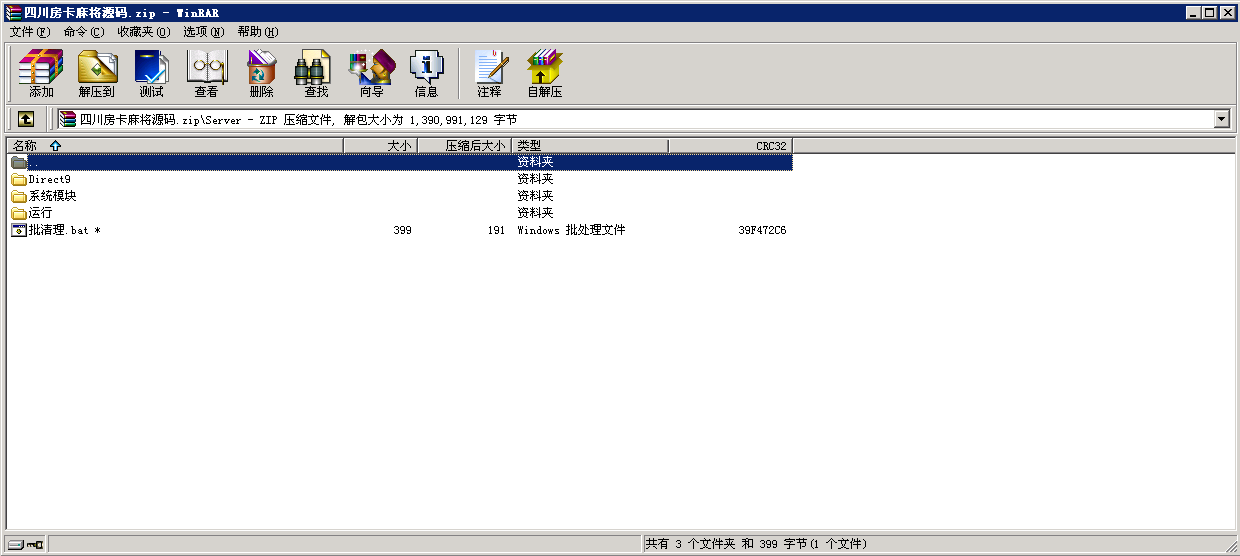 四川房卡麻将源码.zip - WinRAR
文件(F) 命令(C) 收藏夹(O) 选项(N) 帮助(H)
添加 解压到 测试 查看 删除 查找 向导 信息 注释 自解压
四川房卡麻将源码.zip\Server - ZIP 压缩文件, 解包大小为 1,390,991,129 字节
名称 大小 压缩后大小 类型 CRC32
.. 资料夹
Direct9 资料夹
系统模块 资料夹
运行 资料夹
批清理.bat * 399 191 Windows 批处理文件 39F472C6
共有 3 个文件夹 和 399 字节(1 个文件)